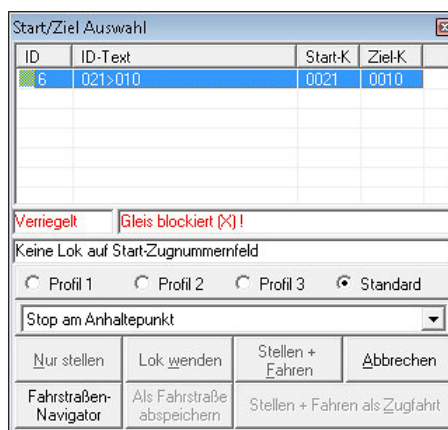 Start/Ziel Auswahl
ID ID-Text Start-K Ziel-K
6 021>010 0021 0010
Verriegelt Gleis blockiert (X) !
Keine Lok auf Start-Zugnummernfeld
Profil 1 Profil 2 Profil 3 Standard
Stop am Anhaltepunkt
Nur stellen Lok wenden Stellen + Fahren Abbrechen
Fahrstraßen-Navigator Als Fahrstraße abspeichern Stellen + Fahren als Zugfahrt